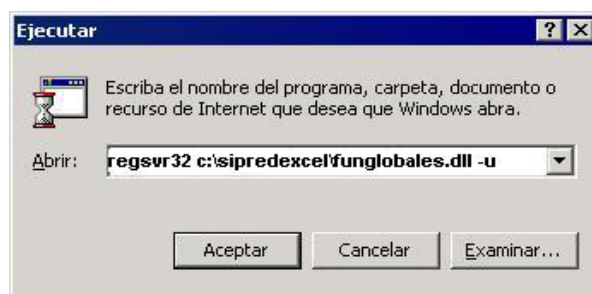 Ejecutar
Escriba el nombre del programa, carpeta, documento o
recurso de Internet que desea que Windows abra.
Abrir: regsvr32 c:\sipredexcel\funglobales.dll -u
Aceptar Cancelar Examinar...